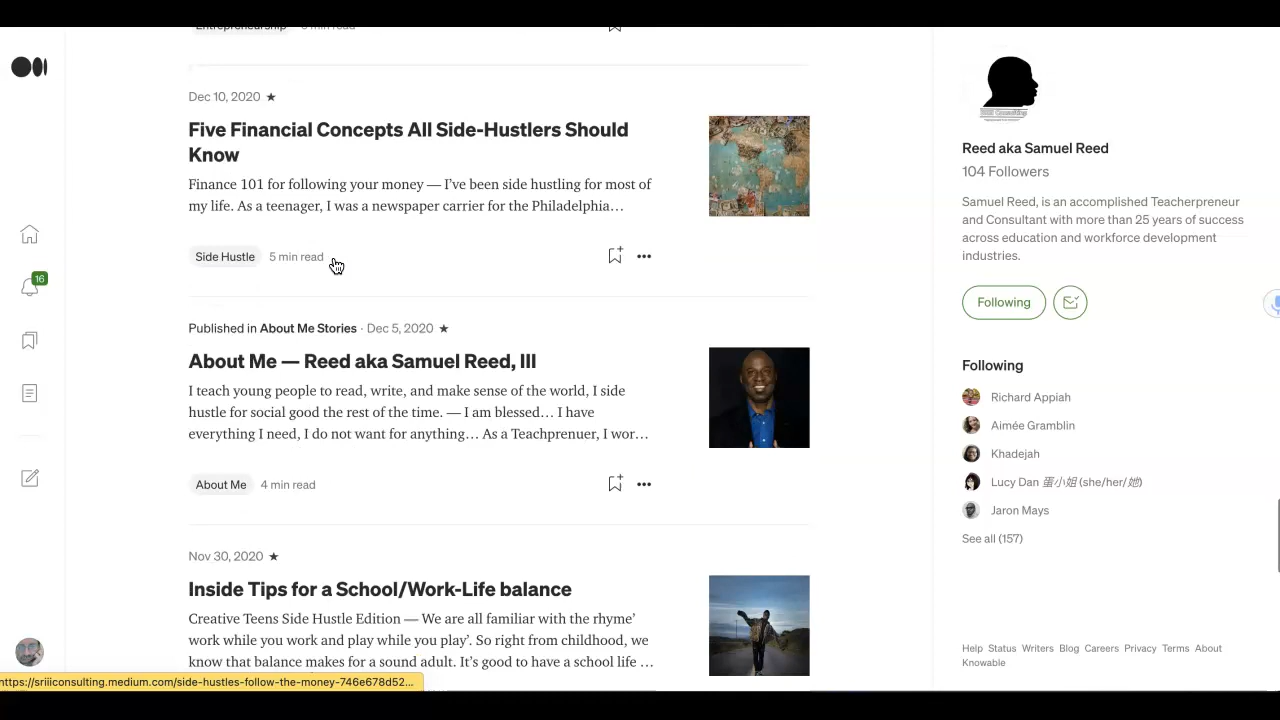 Dec 10, 2020 ★
Five Financial Concepts All Side-Hustlers Should
Know
Finance 101 for following your money — I've been side hustling for most of
my life. As a teenager, I was a newspaper carrier for the Philadelphia…
Side Hustle 5 min read
Published in About Me Stories · Dec 5, 2020 ★
About Me — Reed aka Samuel Reed, III
I teach young people to read, write, and make sense of the world, I side
hustle for social good the rest of the time. — I am blessed… I have
everything I need, I do not want for anything… As a Teachprenuer, I wor…
About Me 4 min read
Nov 30, 2020 ★
Inside Tips for a School/Work-Life balance
Creative Teens Side Hustle Edition — We are all familiar with the rhyme’
work while you work and play while you play’. So right from childhood, we
know that balance makes for a sound adult. It’s good to have a school life …
https://sriiiconsulting.medium.com/side-hustles-follow-the-money-746e678d52...
16
Reed aka Samuel Reed
104 Followers
Samuel Reed, is an accomplished Teacherpreneur
and Consultant with more than 25 years of success
across education and workforce development
industries.
Following
Following
Richard Appiah
Aimée Gramblin
Khadejah
Lucy Dan 蛋小姐 (she/her/她)
Jaron Mays
See all (157)
Help Status Writers Blog Careers Privacy Terms About
Knowable